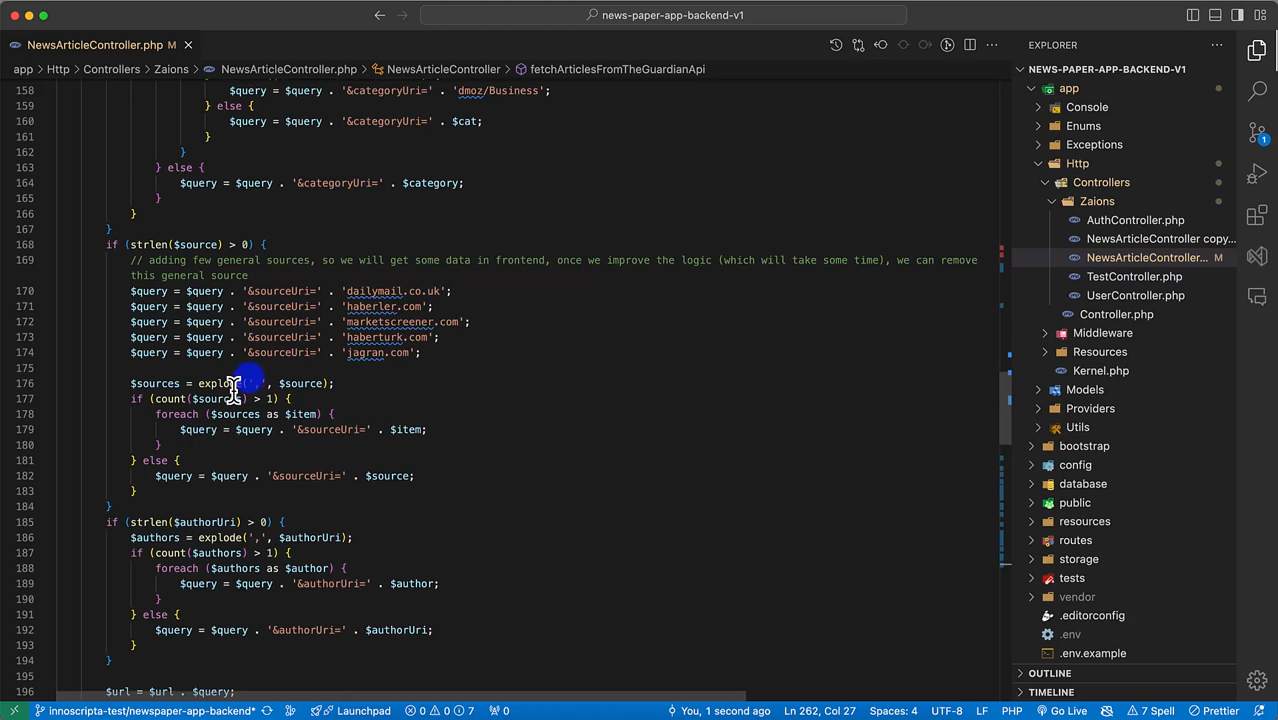 news-paper-app-backend-v1
NewsArticleController.php M
EXPLORER
app > Http > Controllers > Zaions > NewsArticleController.php > NewsArticleController > fetchArticlesFromTheGuardianApi
158 $query = $query . '&categoryUri=' . 'dmoz/Business';
159 } else {
160 $query = $query . '&categoryUri=' . $cat;
161 }
162 }
163 } else {
164 $query = $query . '&categoryUri=' . $category;
165 }
166 }
167 }
168 if (strlen($source) > 0) {
169 // adding few general sources, so we will get some data in frontend, once we improve the logic (which will take some time), we can remove
this general source
170 $query = $query . '&sourceUri=' . 'dailymail.co.uk';
171 $query = $query . '&sourceUri=' . 'haberler.com';
172 $query = $query . '&sourceUri=' . 'marketscreener.com';
173 $query = $query . '&sourceUri=' . 'haberturk.com';
174 $query = $query . '&sourceUri=' . 'jagran.com';
175
176 $sources = explode(',', $source);
177 if (count($sources) > 1) {
178 foreach ($sources as $item) {
179 $query = $query . '&sourceUri=' . $item;
180 }
181 } else {
182 $query = $query . '&sourceUri=' . $source;
183 }
184 }
185 if (strlen($authorUri) > 0) {
186 $authors = explode(',', $authorUri);
187 if (count($authors) > 1) {
188 foreach ($authors as $author) {
189 $query = $query . '&authorUri=' . $author;
190 }
191 } else {
192 $query = $query . '&authorUri=' . $authorUri;
193 }
194 }
195
196 $url = $url . $query;
NEWS-PAPER-APP-BACKEND-V1
app
Console
Enums
Exceptions
Http
Controllers
Zaions
AuthController.php
NewsArticleController copy...
NewsArticleController... M
TestController.php
UserController.php
Controller.php
Middleware
Resources
Kernel.php
Models
Providers
Utils
bootstrap
config
database
public
resources
routes
storage
tests
vendor
.editorconfig
.env
.env.example
OUTLINE
TIMELINE
1
innoscripta-test/newspaper-app-backend* Launchpad 0 0 7 You, 1 second ago Ln 262, Col 27 Spaces: 4 UTF-8 LF PHP Go Live 7 Spell Prettier